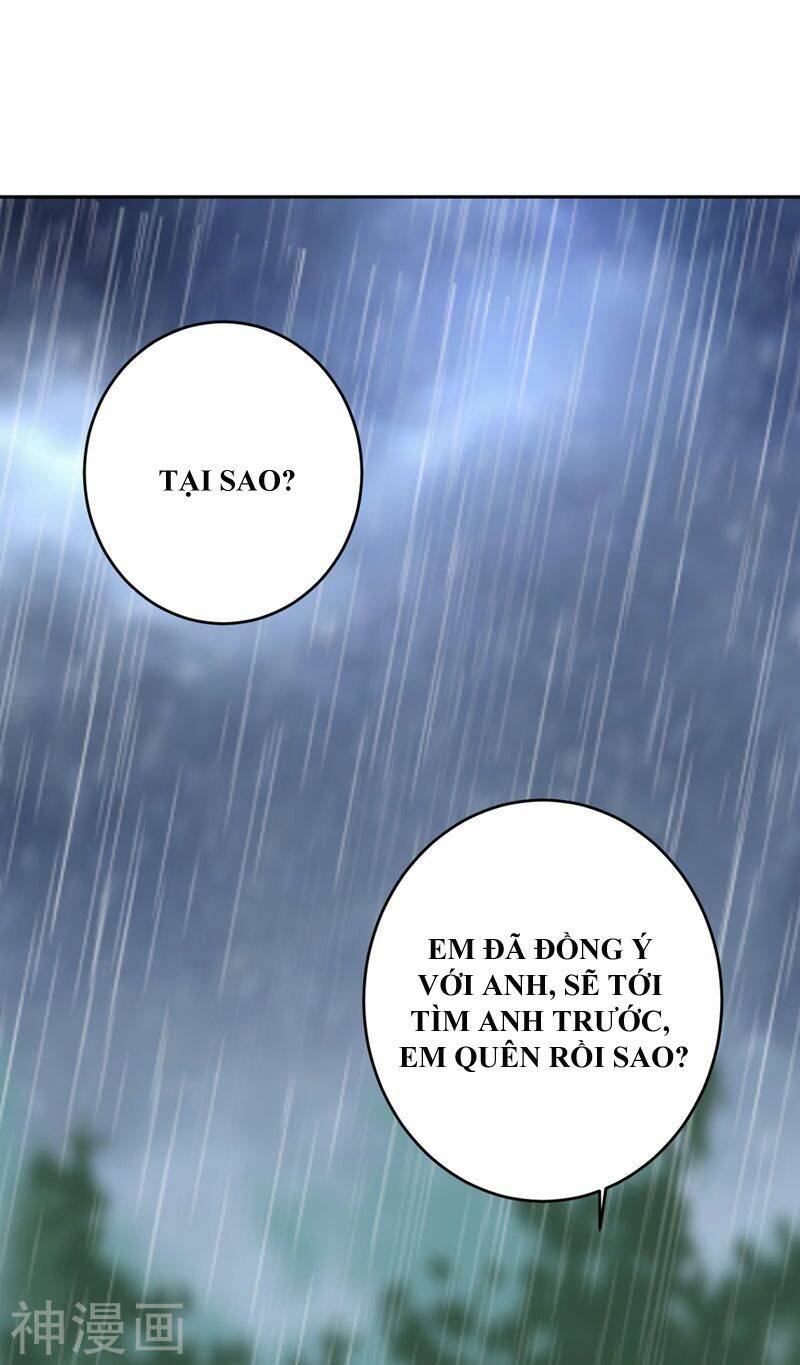 TẠI SAO?
EM ĐÃ ĐỒNG Ý
VỚI ANH, SẼ TỚI
TÌM ANH TRƯỚC,
EM QUÊN RỒI SAO?
神漫画